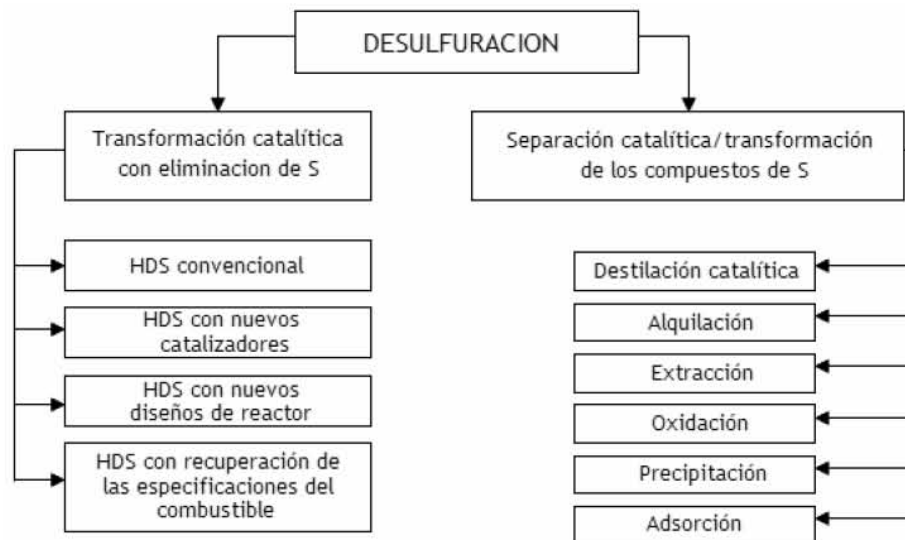 DESULFURACION
Transformación catalítica
con eliminacion de S
HDS convencional
HDS con nuevos
catalizadores
HDS con nuevos
diseños de reactor
HDS con recuperación de
las especificaciones del
combustible
Separación catalítica/transformación
de los compuestos de S
Destilación catalítica
Alquilación
Extracción
Oxidación
Precipitación
Adsorción